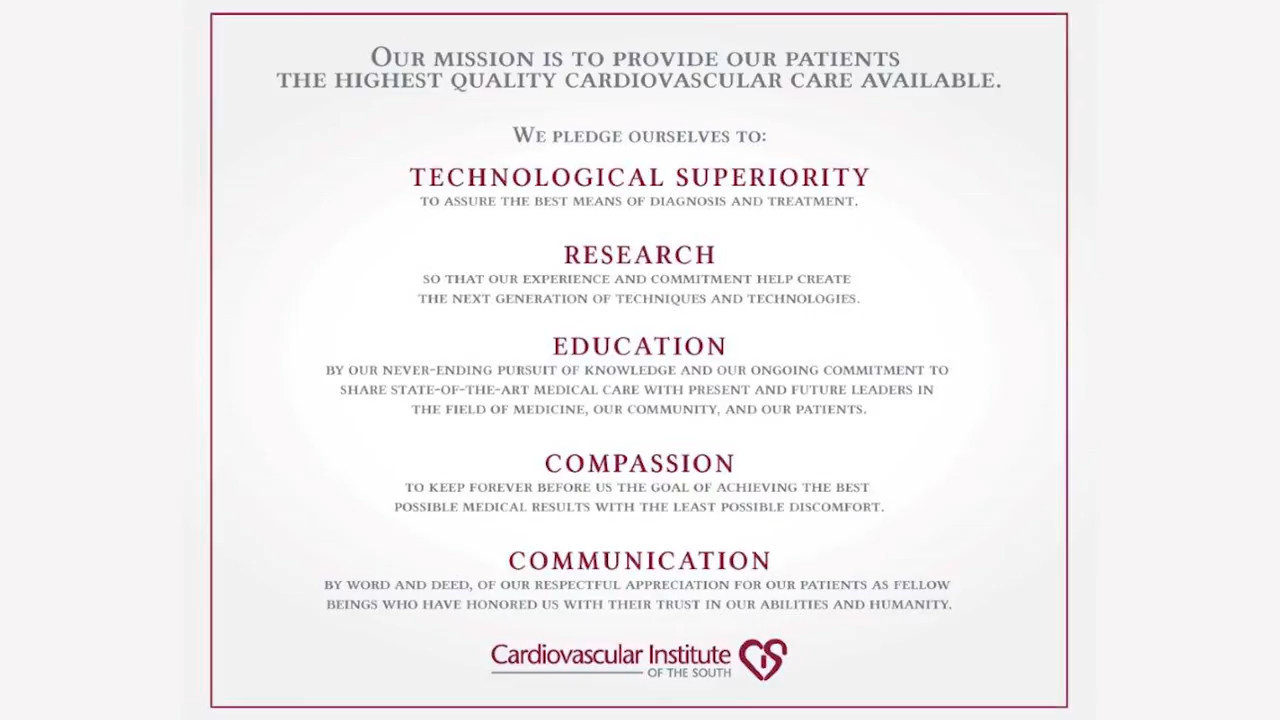 Our mission is to provide our patients
the highest quality cardiovascular care available.
We pledge ourselves to:
TECHNOLOGICAL SUPERIORITY
to assure the best means of diagnosis and treatment.
RESEARCH
so that our experience and commitment help create
the next generation of techniques and technologies.
EDUCATION
by our never-ending pursuit of knowledge and our ongoing commitment to
share state-of-the-art medical care with present and future leaders in
the field of medicine, our community, and our patients.
COMPASSION
to keep forever before us the goal of achieving the best
possible medical results with the least possible discomfort.
COMMUNICATION
by word and deed, of our respectful appreciation for our patients as fellow
beings who have honored us with their trust in our abilities and humanity.
Cardiovascular Institute
OF THE SOUTH
CIS